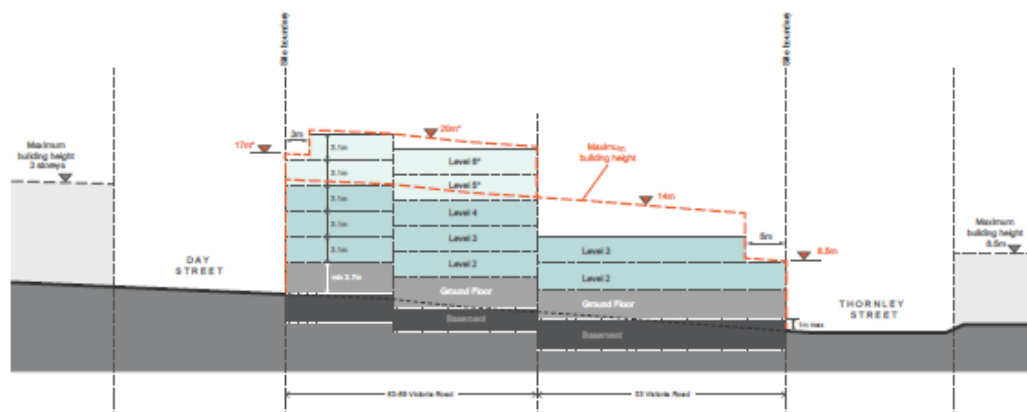 Site boundary
Site boundary
Maximum
building height
3 storeys
17m*
3m
20m*
3.1m
3.1m
3.1m
3.1m
3.1m
min 3.7m
Level 6*
Level 5*
Level 4
Level 3
Level 2
Ground Floor
Basement
Maximum
building height
14m
5m
8.5m
Level 3
Level 2
Ground Floor
Basement
1m max
Maximum
building height
8.5m
DAY
STREET
THORNLEY
STREET
Victoria Road
53 Victoria Road